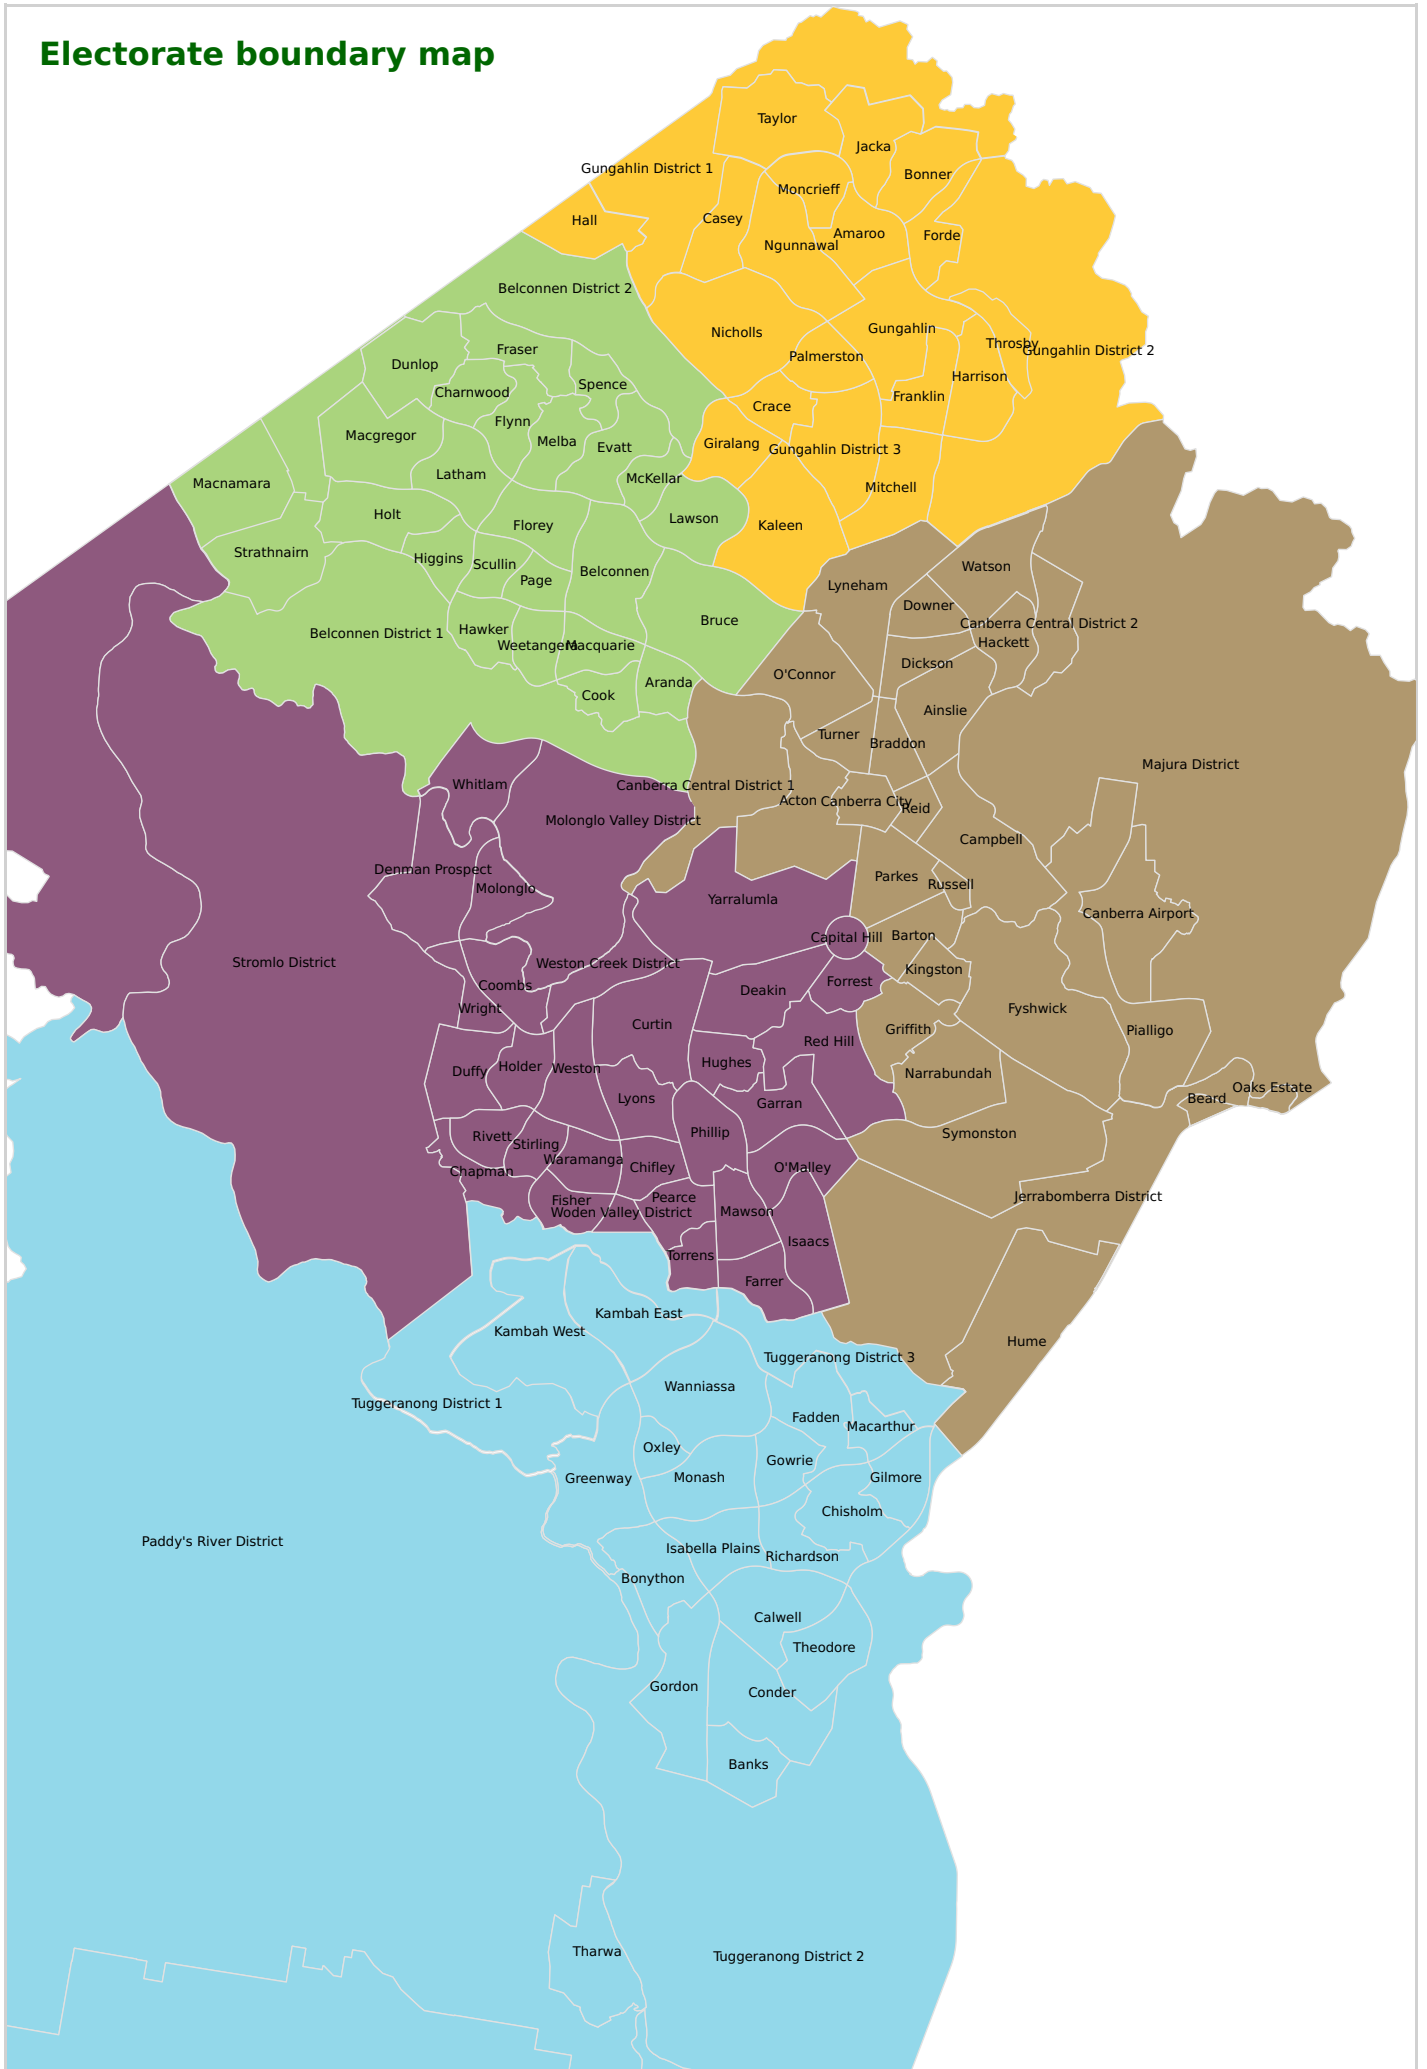 Electorate boundary map
Taylor
Jacka
Gungahlin District 1
Bonner
Moncrieff
Hall
Casey
Amaroo
Forde
Ngunnawal
Belconnen District 2
Gungahlin
Nicholls
Throsby
Fraser
Gungahlin District 2
Palmerston
Dunlop
Harrison
Spence
Charnwood
Franklin
Crace
Flynn
Macgregor
Melba
Giralang
Evatt
Gungahlin District 3
Latham
McKellar
Macnamara
Mitchell
Holt
Lawson
Florey
Kaleen
Strathnairn
Higgins
Scullin
Watson
Belconnen
Page
Lyneham
Downer
Bruce
Canberra Central District 2
Hawker
Belconnen District 1
Hackett
Weetangera
Macquarie
Dickson
O'Connor
Aranda
Cook
Ainslie
Turner
Braddon
Majura District
Whitlam
Canberra Central District 1
Acton
Canberra City
Reid
Molonglo Valley District
Campbell
Denman Prospect
Parkes
Russell
Molonglo
Yarralumla
Canberra Airport
Capital Hill
Barton
Stromlo District
Weston Creek District
Kingston
Forrest
Coombs
Deakin
Wright
Fyshwick
Curtin
Griffith
Pialligo
Red Hill
Hughes
Holder
Weston
Duffy
Narrabundah
Oaks Estate
Lyons
Beard
Garran
Phillip
Symonston
Rivett
Stirling
Waramanga
Chifley
O'Malley
Chapman
Pearce
Jerrabomberra District
Fisher
Woden Valley District
Mawson
Isaacs
Torrens
Farrer
Kambah East
Kambah West
Hume
Tuggeranong District 3
Wanniassa
Tuggeranong District 1
Fadden
Macarthur
Oxley
Gowrie
Greenway
Monash
Gilmore
Chisholm
Paddy's River District
Isabella Plains
Richardson
Bonython
Calwell
Theodore
Gordon
Conder
Banks
Tharwa
Tuggeranong District 2